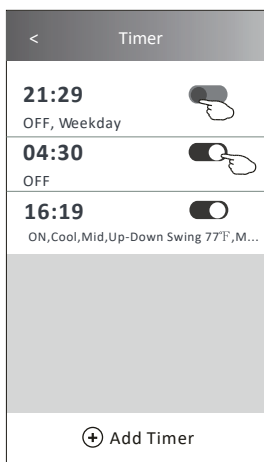 < Timer
21:29
OFF, Weekday
04:30
OFF
16:19
ON,Cool,Mid,Up-Down Swing 77℉,M...
Add Timer